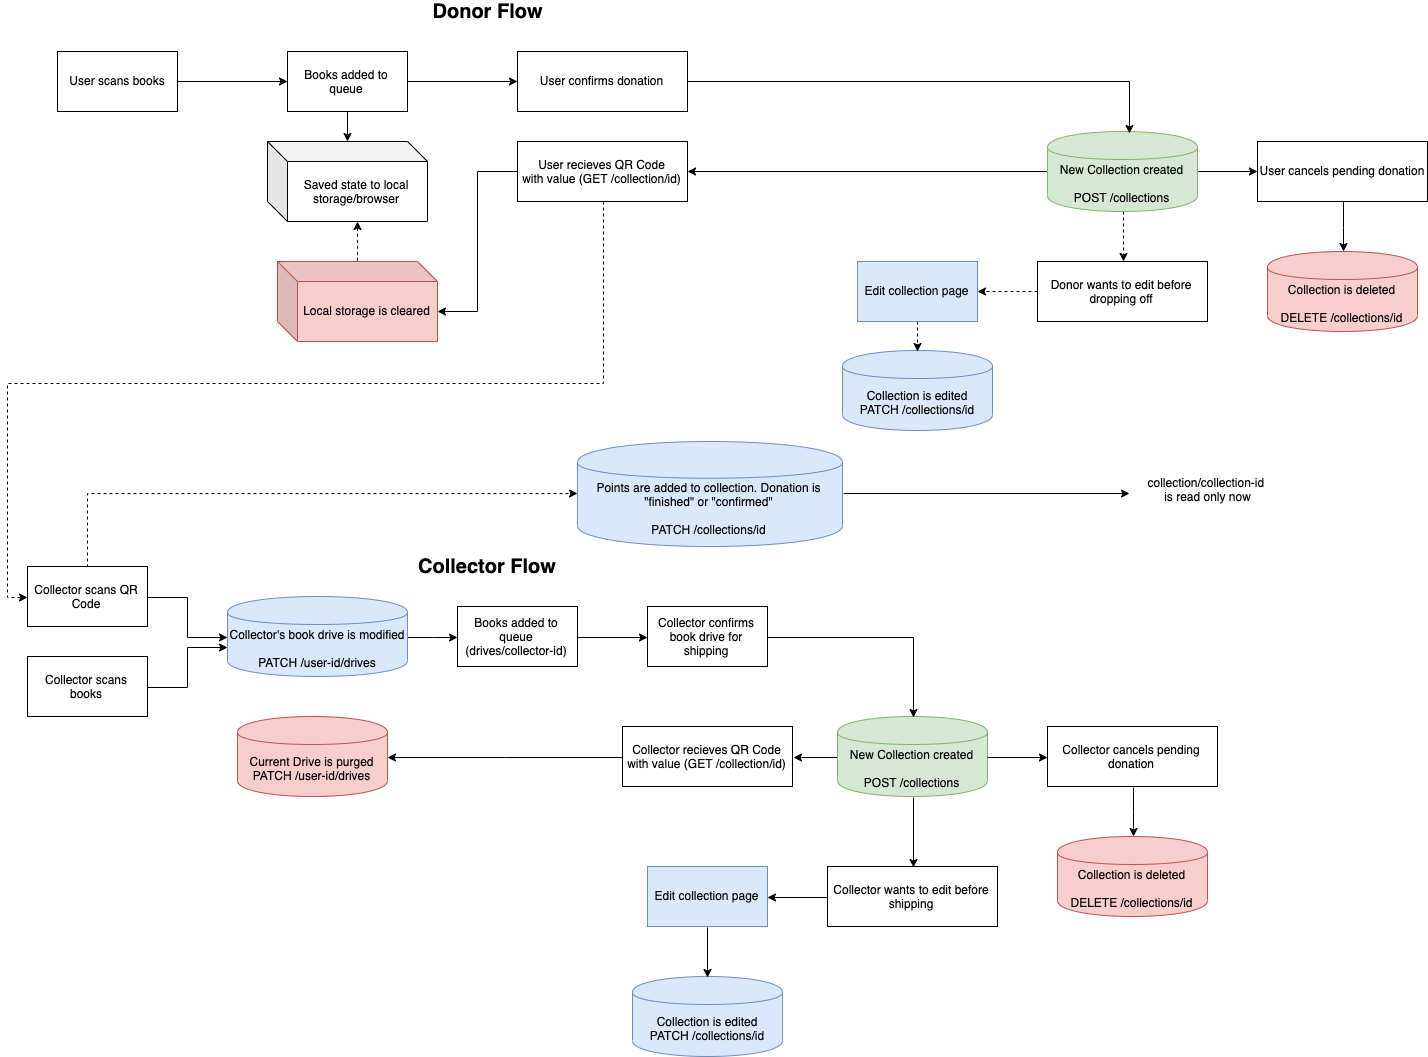 Donor Flow
User scans books
Books added to
queue
User confirms donation
Saved state to local
storage/browser
User recieves QR Code
with value (GET /collection/id)
New Collection created
POST /collections
User cancels pending donation
Local storage is cleared
Edit collection page
Donor wants to edit before
dropping off
Collection is deleted
DELETE /collections/id
Collection is edited
PATCH /collections/id
Points are added to collection. Donation is
"finished" or "confirmed"
PATCH /collections/id
collection/collection-id
is read only now
Collector Flow
Collector scans QR
Code
Collector's book drive is modified
PATCH /user-id/drives
Books added to
queue
(drives/collector-id)
Collector confirms
book drive for
shipping
Collector scans
books
Current Drive is purged
PATCH /user-id/drives
Collector recieves QR Code
with value (GET /collection/id)
New Collection created
POST /collections
Collector cancels pending
donation
Edit collection page
Collector wants to edit before
shipping
Collection is deleted
DELETE /collections/id
Collection is edited
PATCH /collections/id